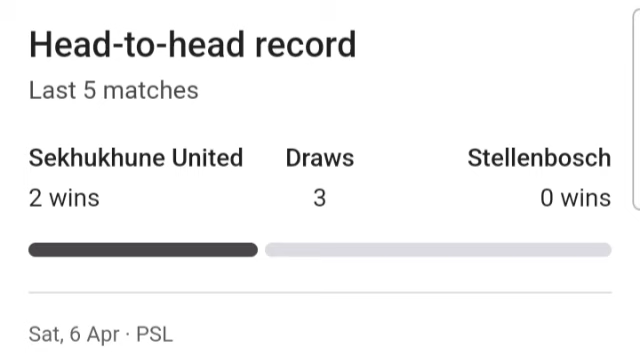 Head-to-head record
Last 5 matches
Sekhukhune United Draws Stellenbosch
2 wins 3 0 wins
Sat, 6 Apr · PSL